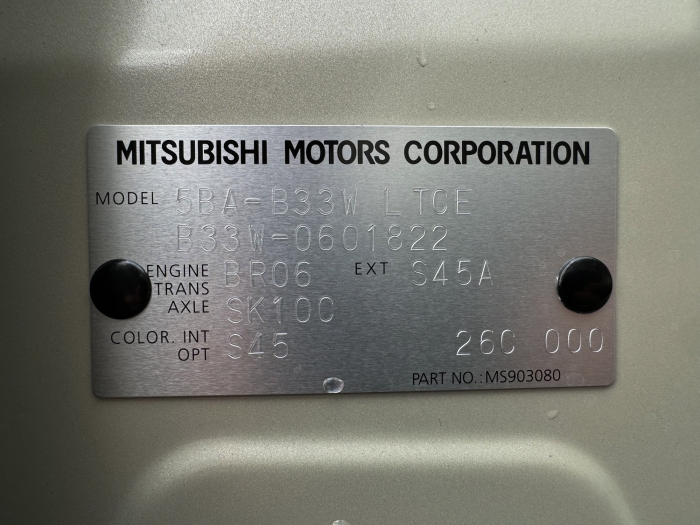 MITSUBISHI MOTORS CORPORATION
MODEL 5BA-B33W LTCE
B33W-0601822
ENGINE BR06 EXT S45A
TRANS
AXLE SK10C
COLOR. INT S45 26C 000
OPT
PART NO.: MS903080